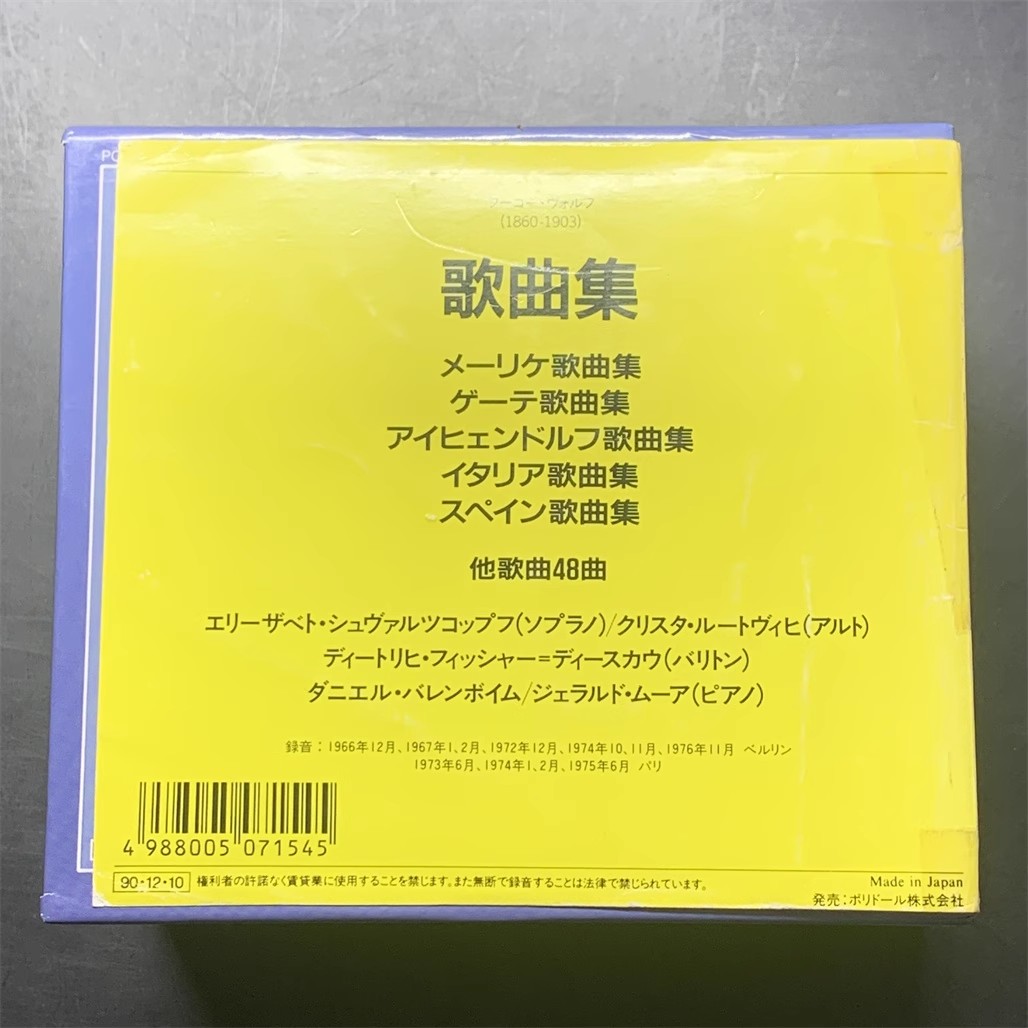 PO
フーゴー・ヴォルフ
(1860-1903)
歌曲集
メーリケ歌曲集
ゲーテ歌曲集
アイヒェンドルフ歌曲集
イタリア歌曲集
スペイン歌曲集
他歌曲48曲
エリーザベト・シュヴァルツコップフ(ソプラノ)/クリスタ・ルートヴィヒ(アルト)
ディートリヒ・フィッシャー=ディースカウ(バリトン)
ダニエル・バレンボイム/ジェラルド・ムーア(ピアノ)
録音:1966年12月、1967年1、2月、1972年12月、1974年10、11月、1976年11月 ベルリン
1973年6月、1974年1、2月、1975年6月 パリ
4 988005 071545
90・12・10 権利者の許諾なく賃貸業に使用することを禁じます。また無断で録音することは法律で禁じられています。
Made in Japan
発売:ポリドール株式会社